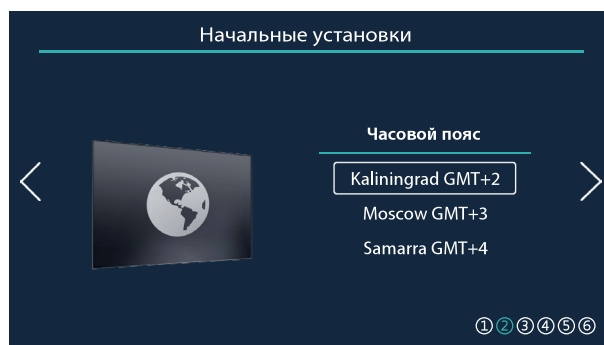 Начальные установки
Часовой пояс
Kaliningrad GMT+2
Moscow GMT+3
Samarra GMT+4
①②③④⑤⑥